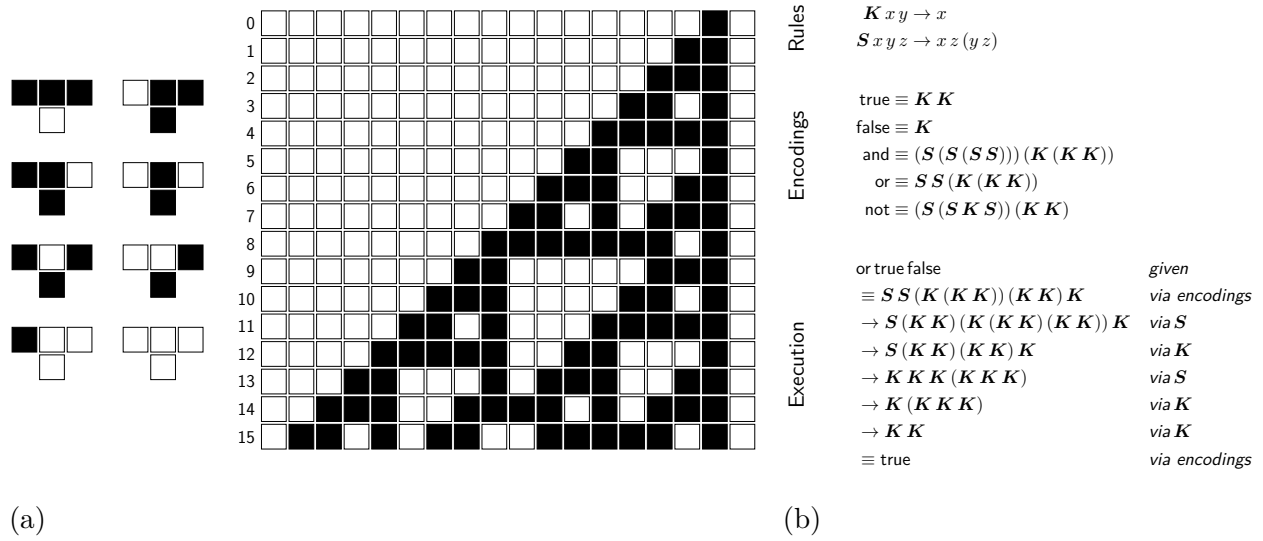 0
1
2
3
4
5
6
7
8
9
10
11
12
13
14
15
(a)
Rules
K x y → x
S x y z → x z (y z)
Encodings
true ≡ K K
false ≡ K
and ≡ (S (S (S S))) (K (K K))
or ≡ S S (K (K K))
not ≡ (S (S K S)) (K K)
Execution
or true false given
≡ S S (K (K K)) (K K) K via encodings
→ S (K K) (K (K K) (K K)) K via S
→ S (K K) (K K) K via K
→ K K K (K K K) via S
→ K (K K K) via K
→ K K via K
≡ true via encodings
(b)